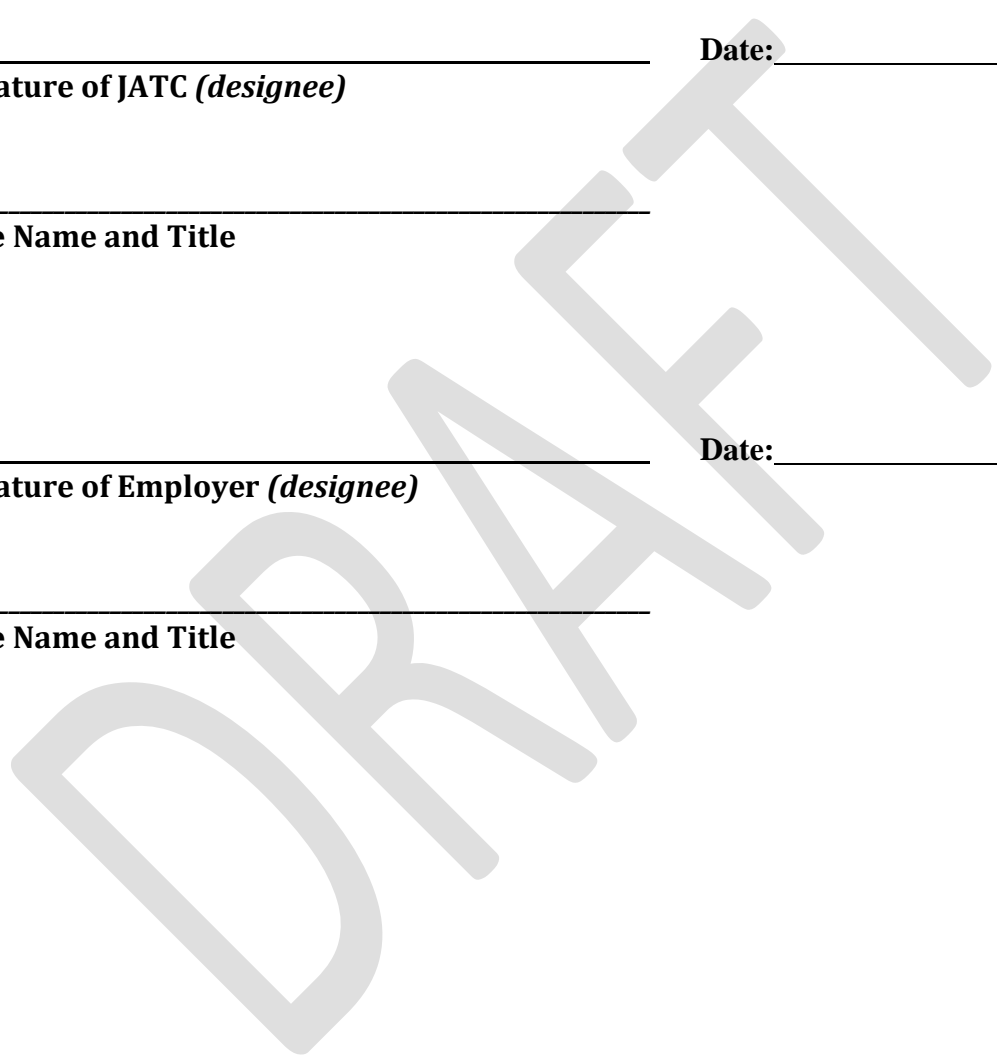 Date:
ature of JATC (designee)
e Name and Title
Date:
ature of Employer (designee)
e Name and Title
DRAFT